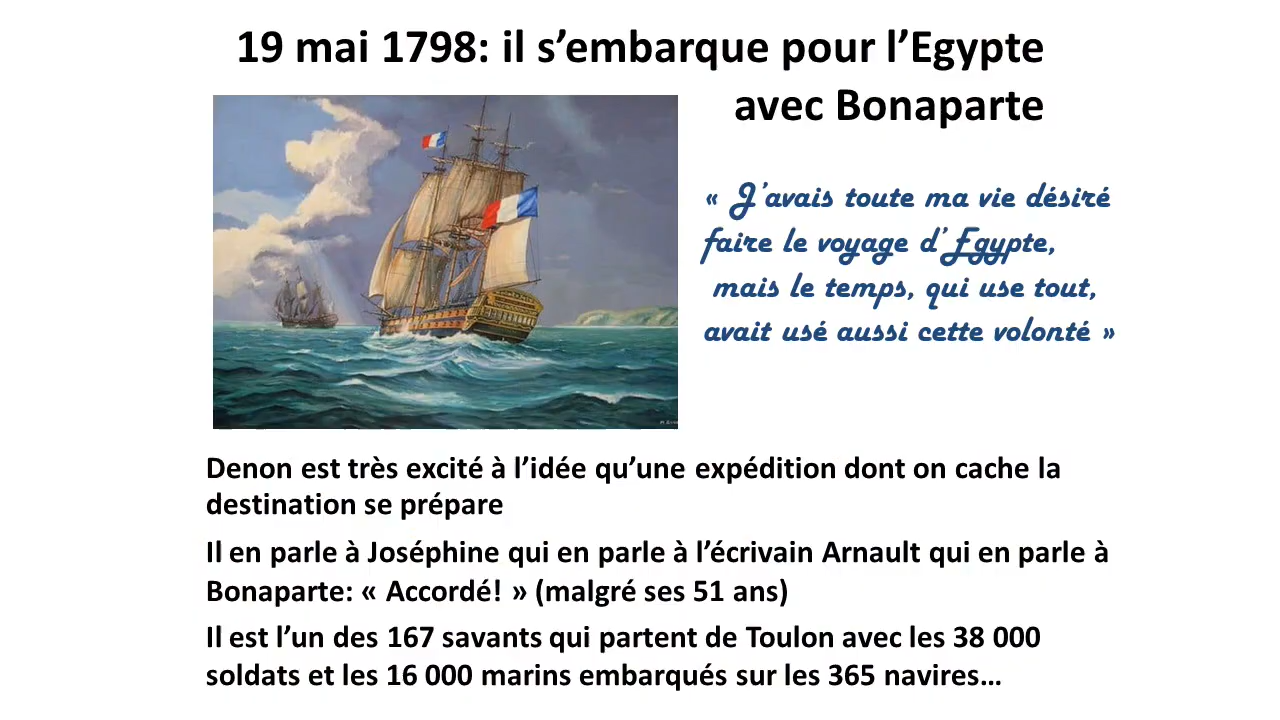 19 mai 1798: il s’embarque pour l’Egypte
avec Bonaparte
« J’avais toute ma vie désiré
faire le voyage d’Egypte,
mais le temps, qui use tout,
avait usé aussi cette volonté »
Denon est très excité à l’idée qu’une expédition dont on cache la
destination se prépare
Il en parle à Joséphine qui en parle à l’écrivain Arnault qui en parle à
Bonaparte: « Accordé! » (malgré ses 51 ans)
Il est l’un des 167 savants qui partent de Toulon avec les 38 000
soldats et les 16 000 marins embarqués sur les 365 navires…